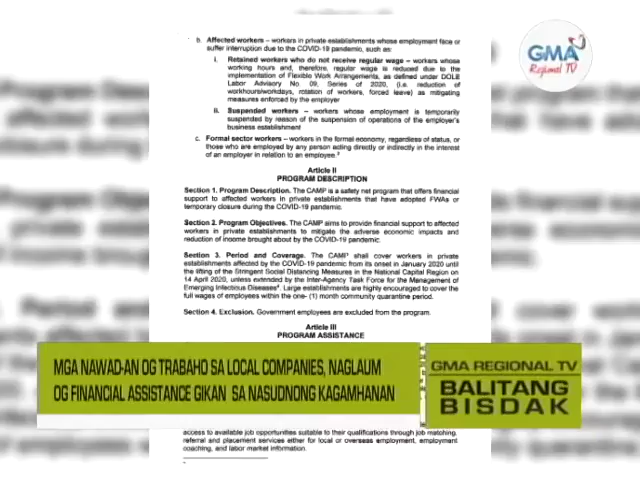 b. Affected workers – workers in private establishments whose employment face or
suffer interruption due to the COVID-19 pandemic, such as:
i. Retained workers who do not receive regular wage – workers whose
working hours and, therefore, regular wage is reduced due to the
implementation of Flexible Work Arrangements, as defined under DOLE
Labor Advisory No. 09, Series of 2020, (i.e. reduction of
workhours/workdays, rotation of workers, forced leave) as mitigating
measures enforced by the employer
ii. Suspended workers – workers whose employment is temporarily
suspended by reason of the suspension of operations of the employer's
business establishment
c. Formal sector workers – workers in the formal economy, regardless of status, or
those who are employed by any person acting directly or indirectly in the interest
of an employer in relation to an employee.³
Article II
PROGRAM DESCRIPTION
Section 1. Program Description. The CAMP is a safety net program that offers financial
support to affected workers in private establishments that have adopted FWAs or
temporary closure during the COVID-19 pandemic.
Section 2. Program Objectives. The CAMP aims to provide financial support to affected
workers in private establishments to mitigate the adverse economic impacts and
reduction of income brought about by the COVID-19 pandemic.
Section 3. Period and Coverage. The CAMP shall cover workers in private
establishments affected by the COVID-19 pandemic from its onset in January 2020 until
the lifting of the Stringent Social Distancing Measures in the National Capital Region on
14 April 2020, unless extended by the Inter-Agency Task Force for the Management of
Emerging Infectious Diseases⁴. Large establishments are highly encouraged to cover the
full wages of employees within the one- (1) month community quarantine period.
Section 4. Exclusion. Government employees are excluded from the program.
Article III
PROGRAM ASSISTANCE
access to available job opportunities suitable to their qualifications through job matching,
referral and placement services either for local or overseas employment, employment
coaching, and labor market information.
GMA
Regional TV
MGA NAWAD-AN OG TRABAHO SA LOCAL COMPANIES, NAGLAUM
OG FINANCIAL ASSISTANCE GIKAN SA NASUDNONG KAGAMHANAN
GMA REGIONAL TV
BALITANG
BISDAK